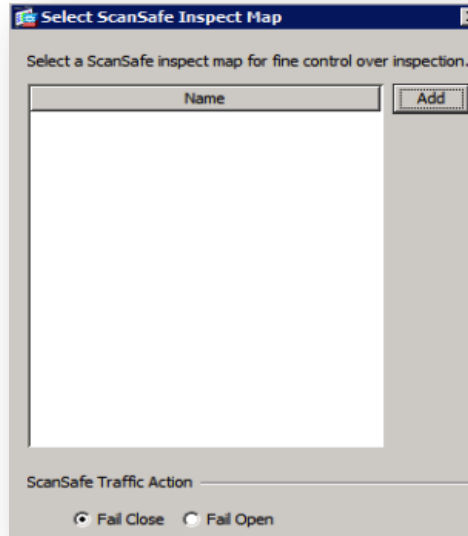 Select ScanSafe Inspect Map
Select a ScanSafe inspect map for fine control over inspection.
Name
Add
ScanSafe Traffic Action
Fail Close Fail Open